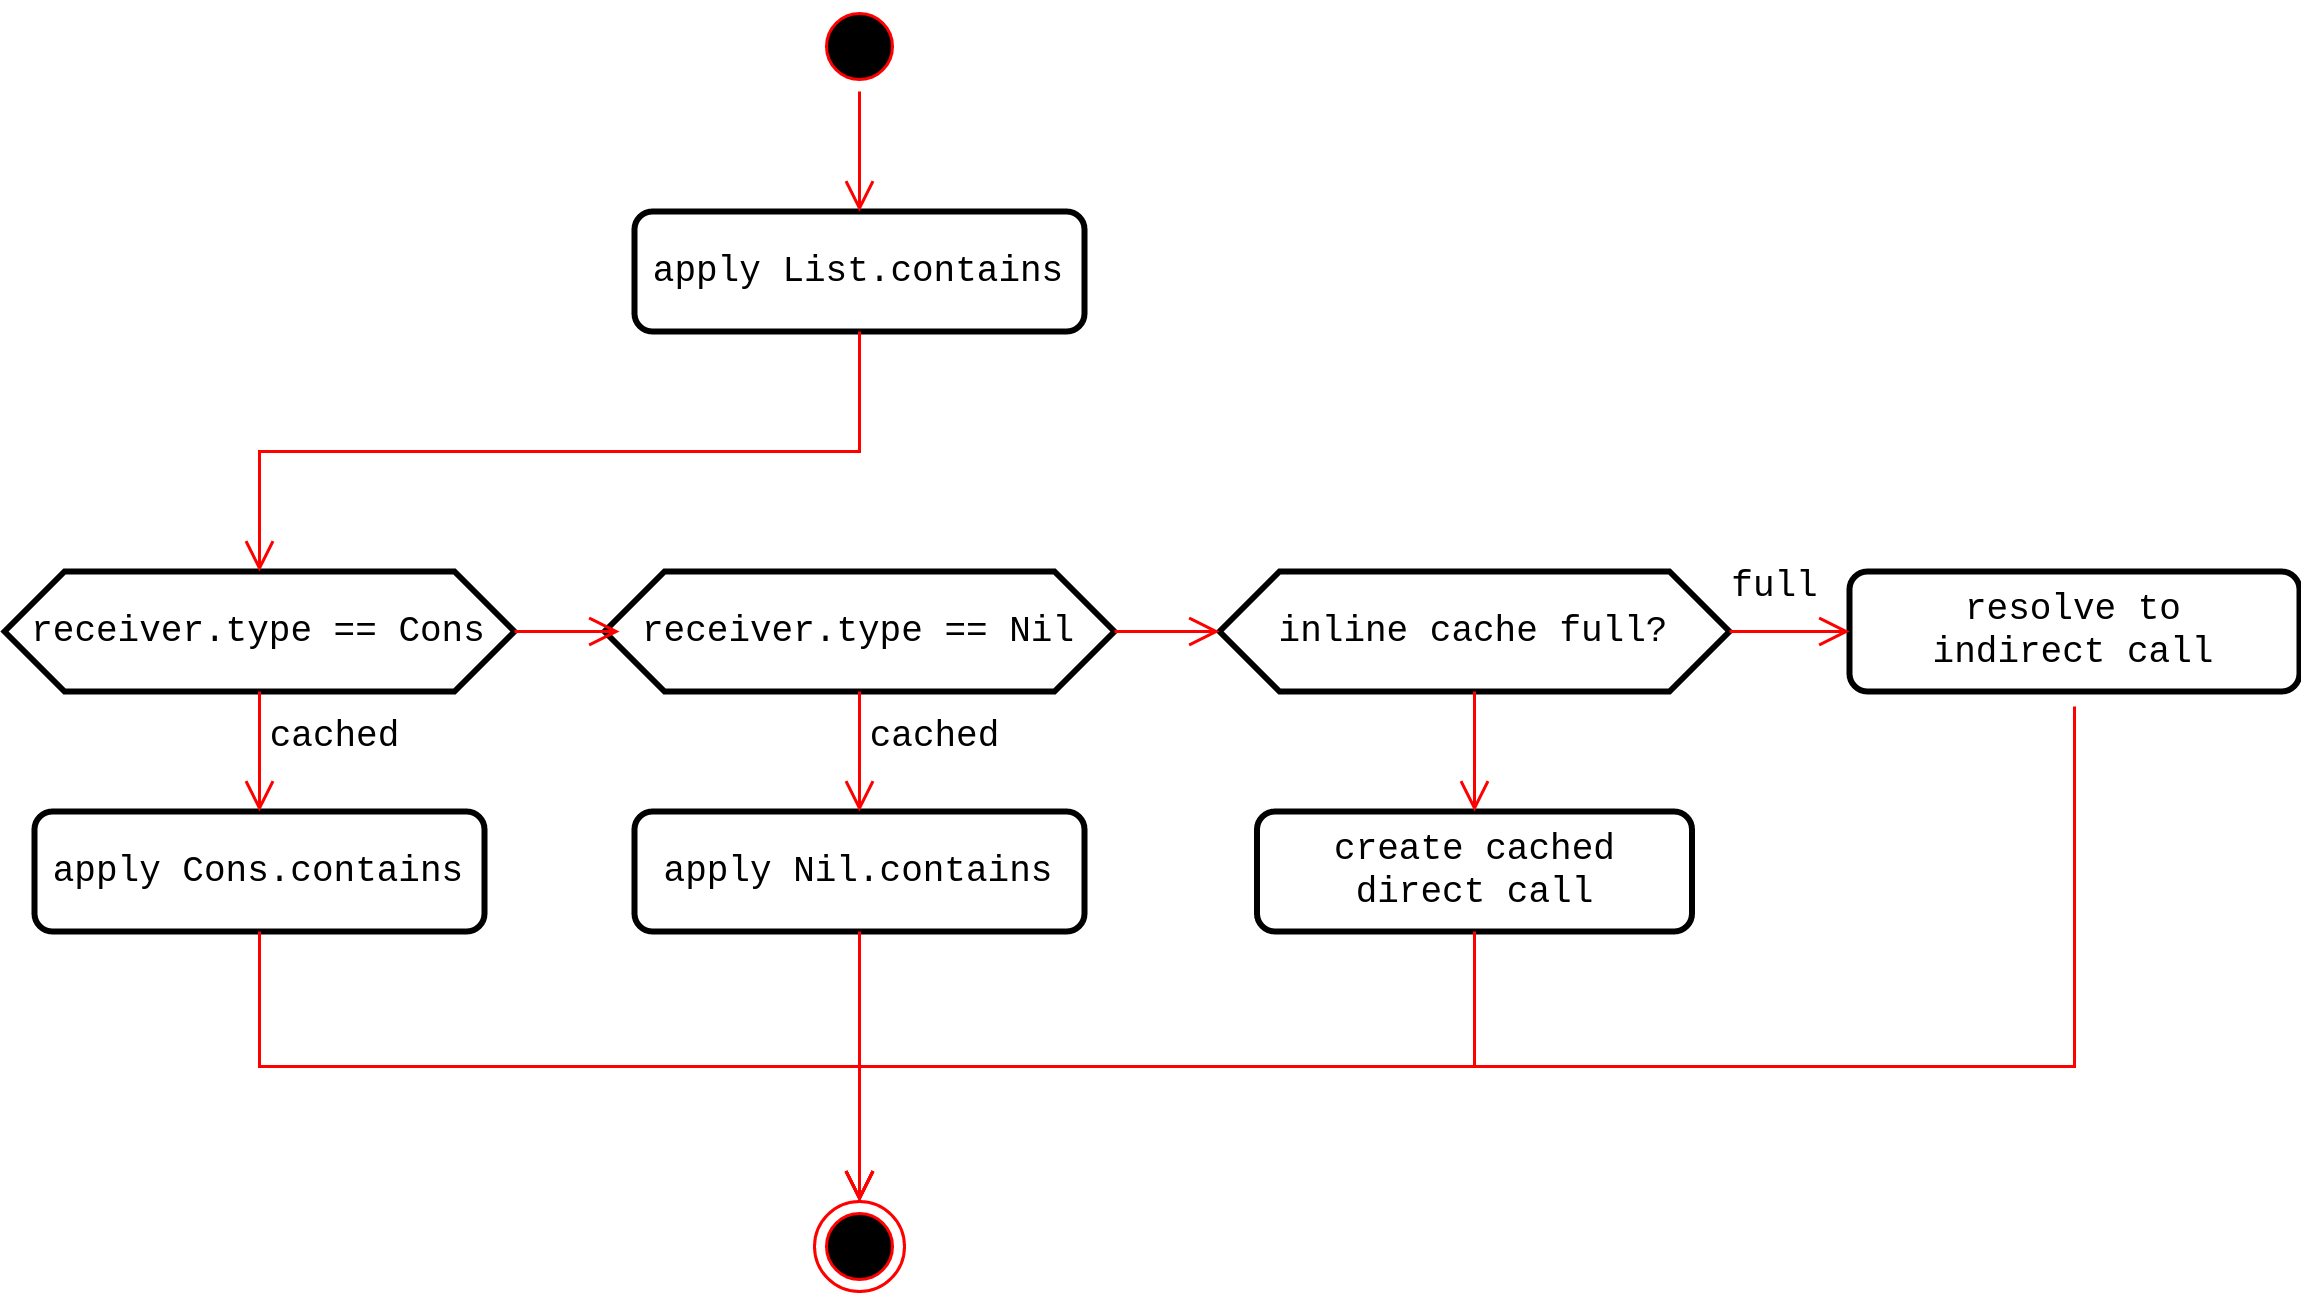 apply List.contains
receiver.type == Cons
receiver.type == Nil
inline cache full?
full
resolve to
indirect call
cached
cached
apply Cons.contains
apply Nil.contains
create cached
direct call